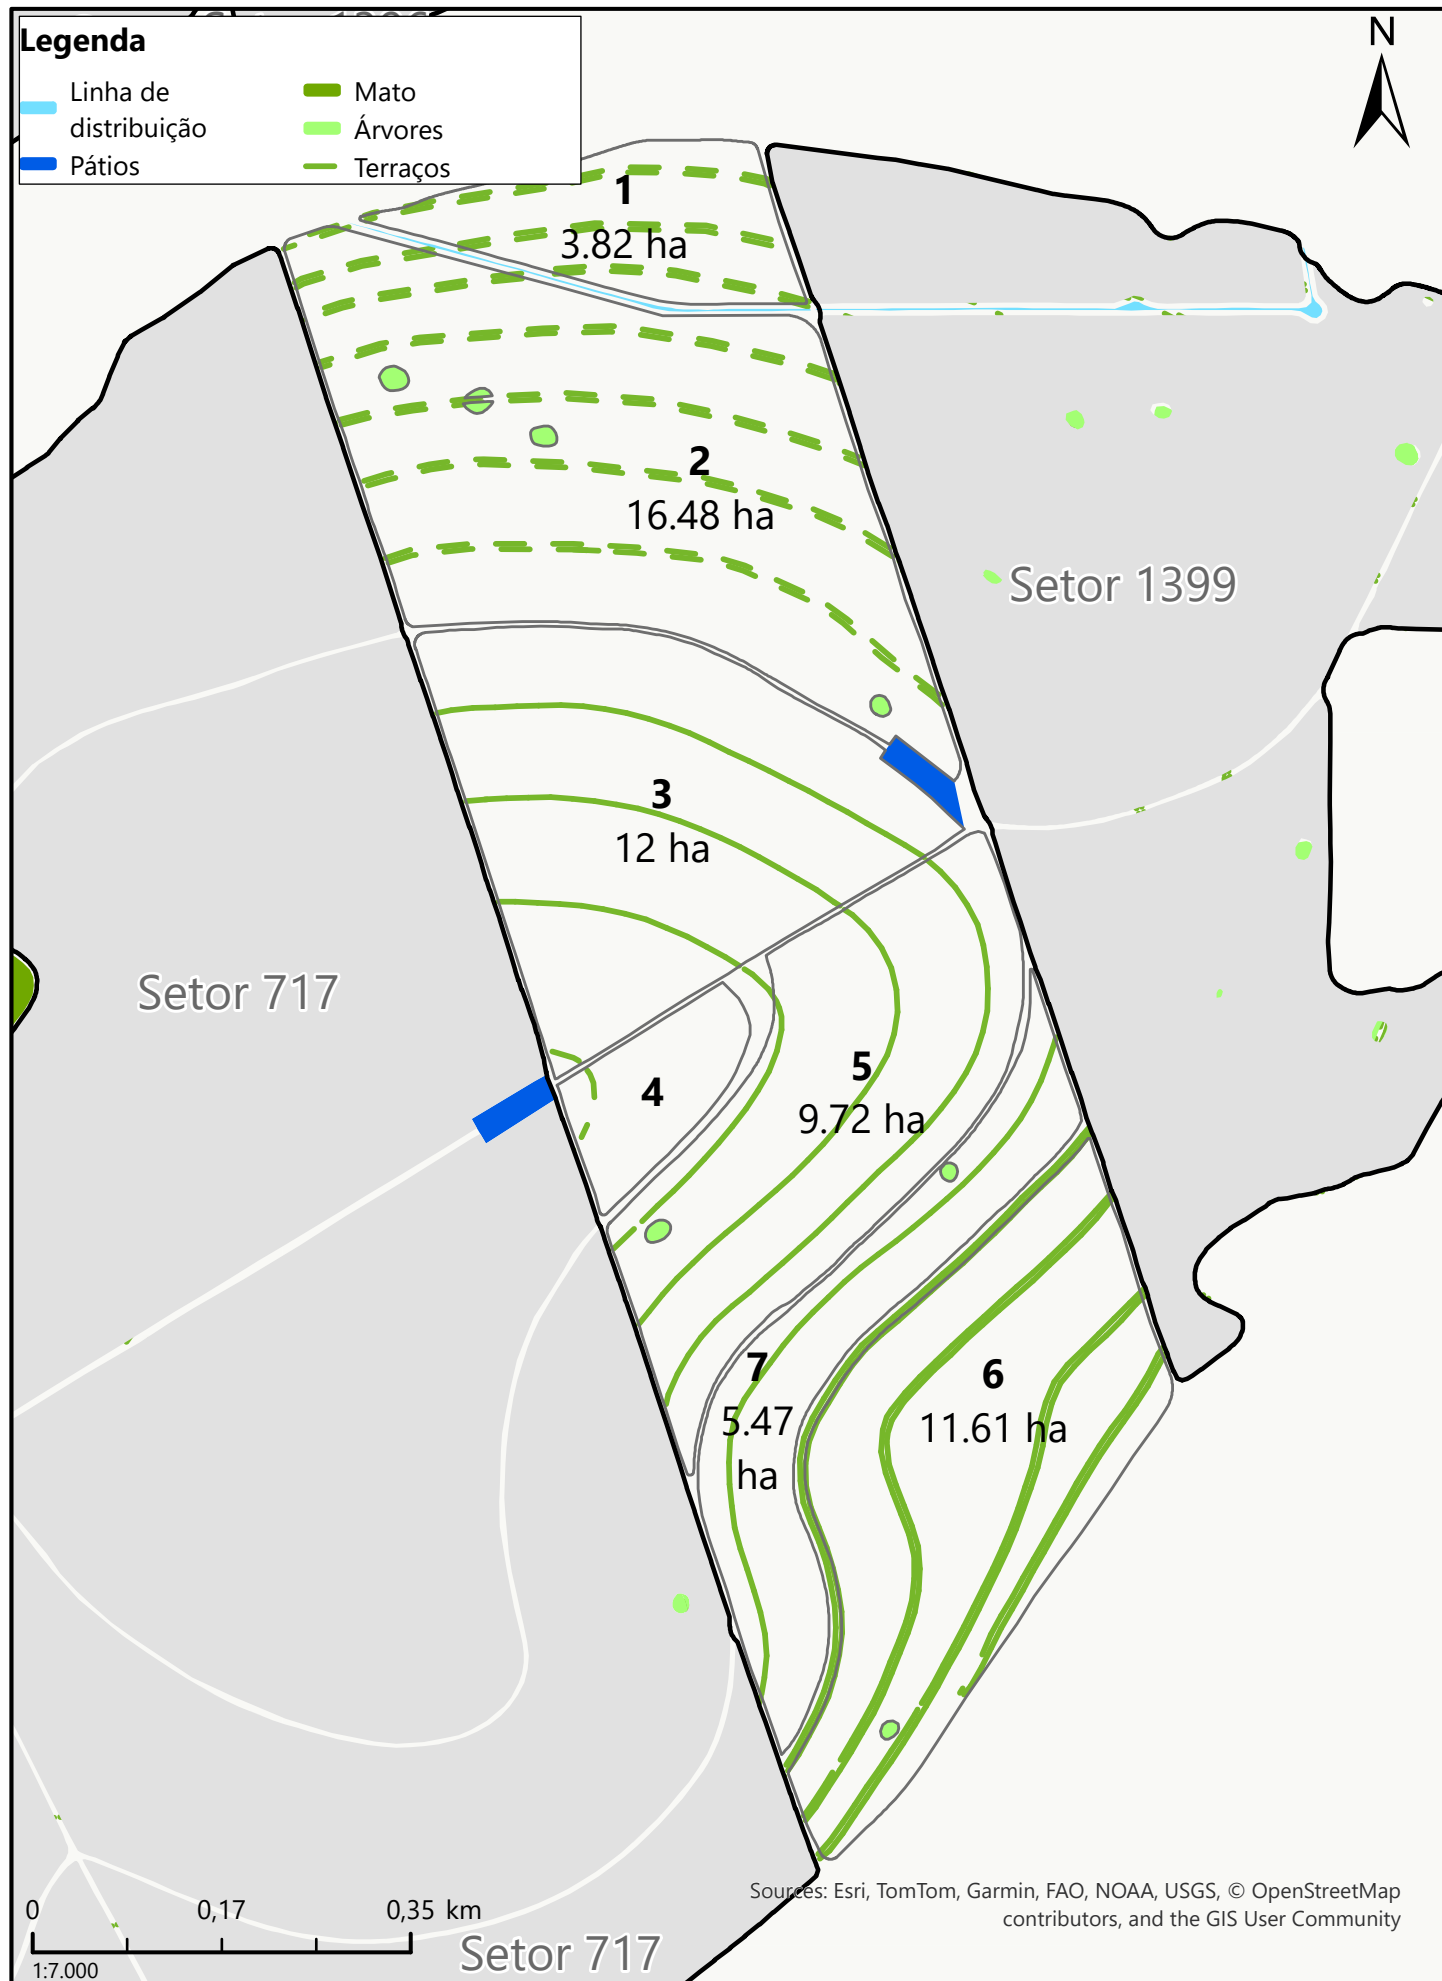 Legenda
Linha de
distribuição
Pátios
Mato
Árvores
Terraços
N
1
3.82 ha
2
16.48 ha
Setor 1399
3
12 ha
Setor 717
4
5
9.72 ha
7
5.47
ha
6
11.61 ha
0 0,17 0,35 km
1:7.000
Setor 717
Sources: Esri, TomTom, Garmin, FAO, NOAA, USGS, © OpenStreetMap
contributors, and the GIS User Community